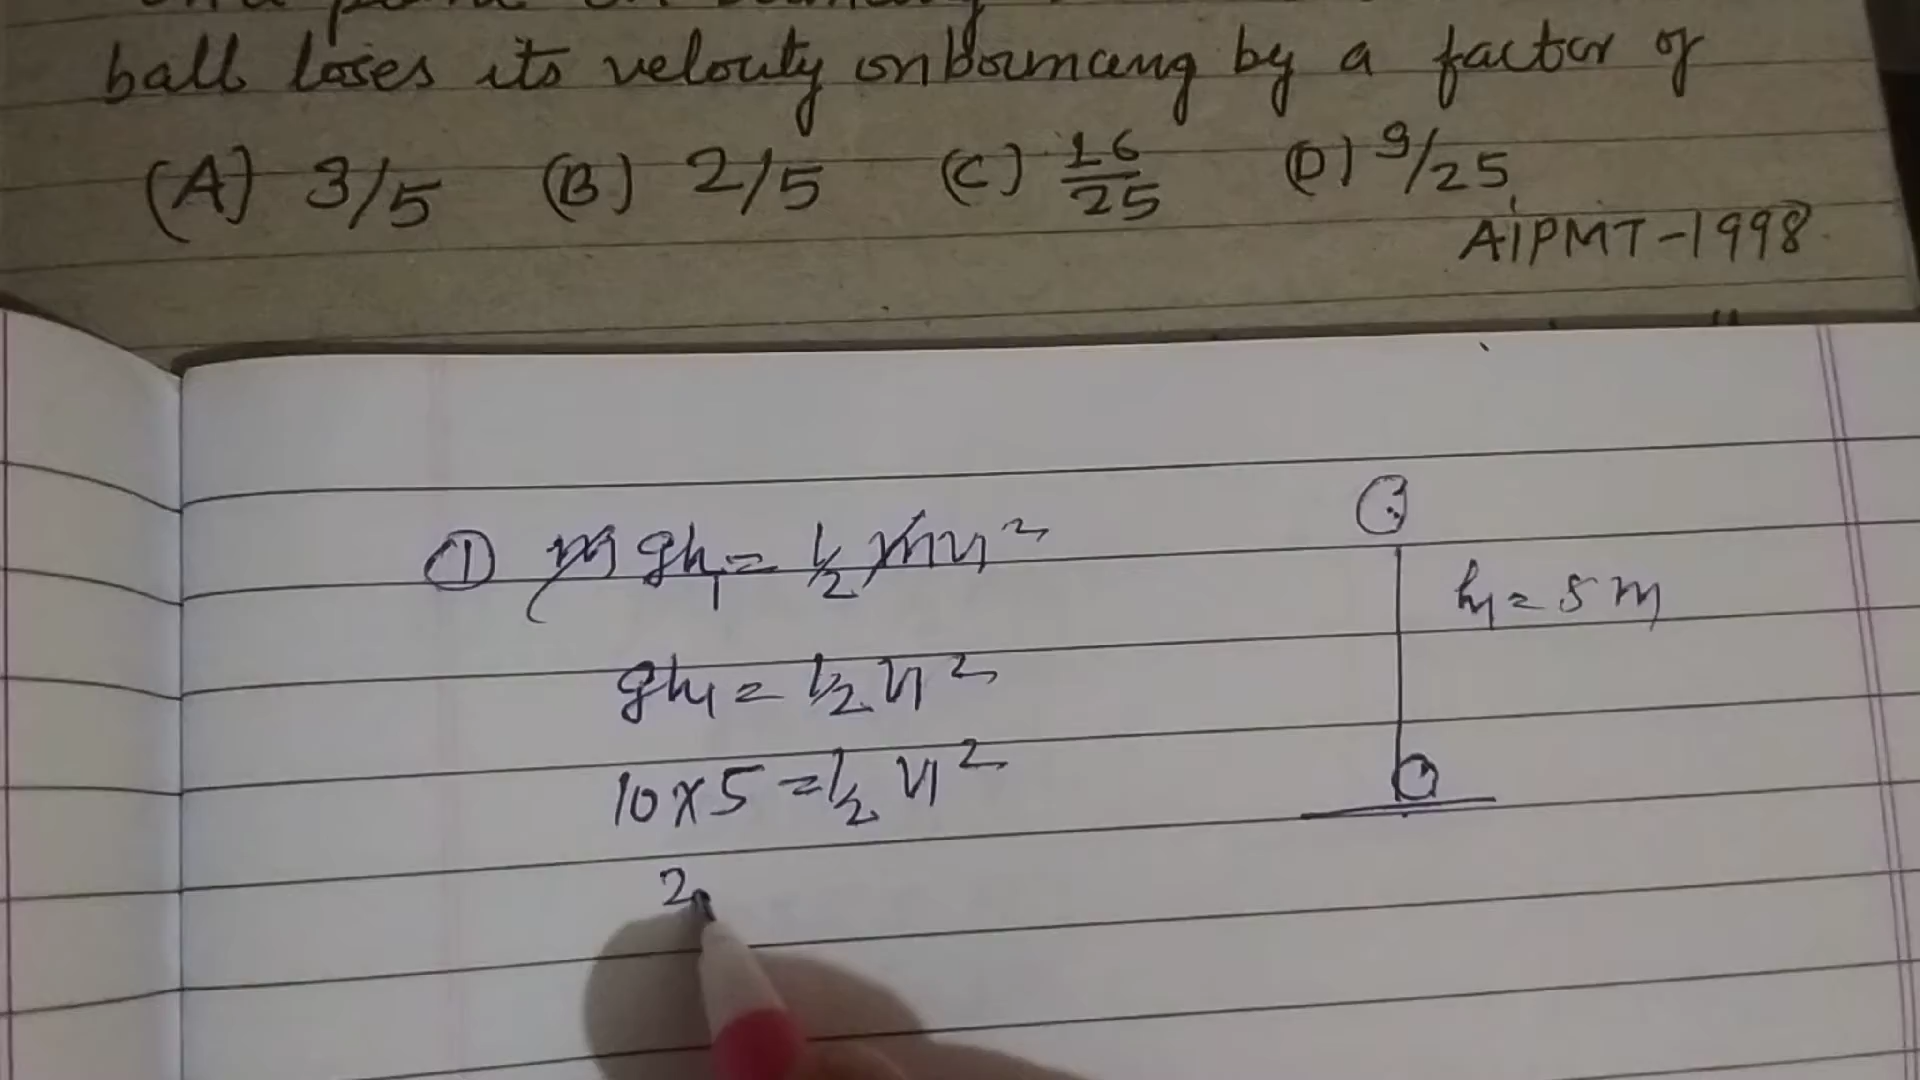 ball loses its velocity on bouncing by a factor of
(A) 3/5 (B) 2/5 (C) 16/25 (D) 9/25
AIPMT-1998
① mgh₁ = 1/2 mv₁²
h₁ = 5 m
gh₁ = 1/2 v₁²
10 x 5 = 1/2 v₁²
2